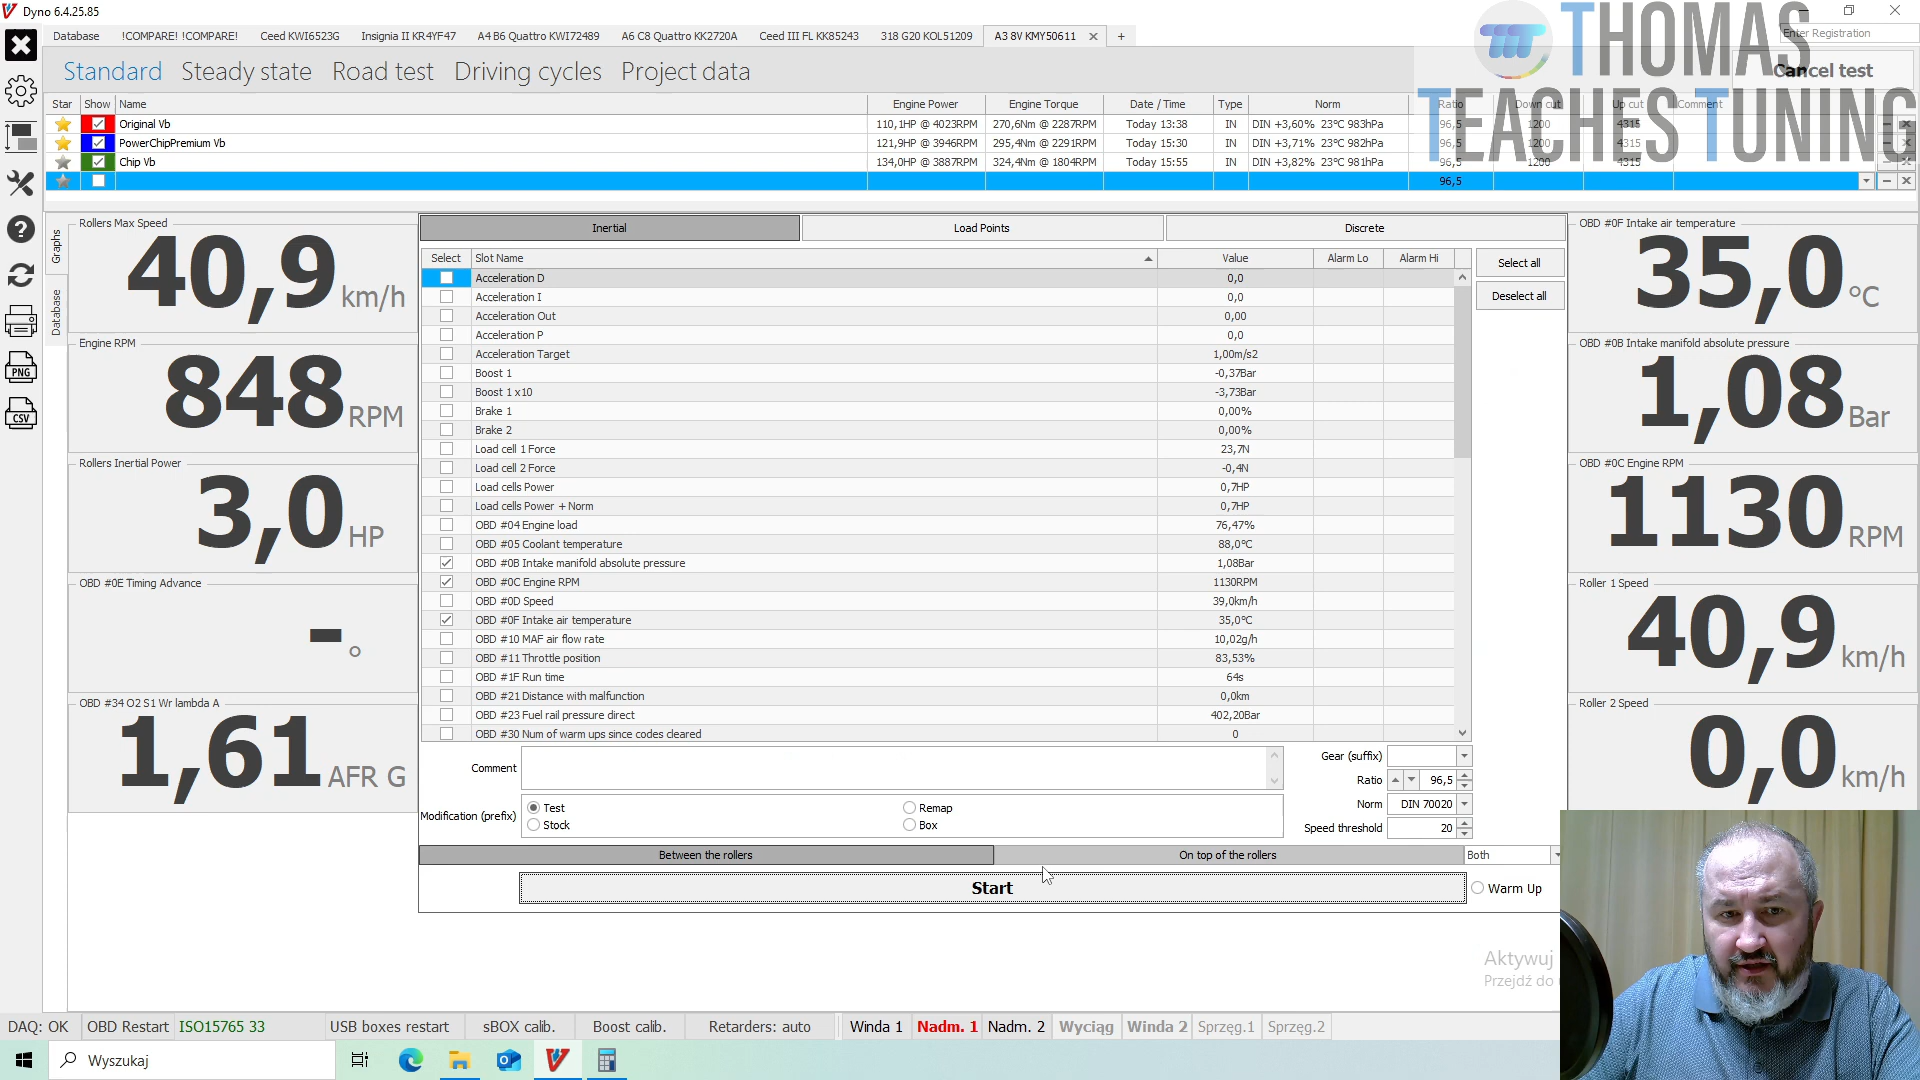 Dyno 6.4.25.85
THOMAS
TEACHES TUNING
Database
!COMPARE! !COMPARE!
Ceed KWI6523G
Insignia II KR4YF47
A4 B6 Quattro KWI72489
A6 C8 Quattro KK2720A
Ceed III FL KK85243
318 G20 KOL51209
A3 8V KMY50611
Enter Registration
Standard
Steady state
Road test
Driving cycles
Project data
Cancel test
Star Show Name Engine Power Engine Torque Date / Time Type Norm Ratio Down cut Up cut Comment
Original Vb 110,1HP @ 4023RPM 270,6Nm @ 2287RPM Today 13:38 IN DIN +3,60% 23°C 983hPa 96,5 1200 4315
PowerChipPremium Vb 121,9HP @ 3946RPM 295,4Nm @ 2291RPM Today 15:30 IN DIN +3,71% 23°C 982hPa 96,5 1200 4315
Chip Vb 134,0HP @ 3887RPM 324,4Nm @ 1804RPM Today 15:55 IN DIN +3,82% 23°C 981hPa 96,5 1200 4315
96,5
Graphs
Database
PNG
CSV
Rollers Max Speed
40,9 km/h
Engine RPM
848 RPM
Rollers Inertial Power
3,0 HP
OBD #0E Timing Advance
- °
OBD #34 O2 S1 Wr lambda A
1,61 AFR G
Inertial
Load Points
Discrete
Select Slot Name Value Alarm Lo Alarm Hi
Acceleration D 0,0
Acceleration I 0,0
Acceleration Out 0,00
Acceleration P 0,0
Acceleration Target 1,00m/s2
Boost 1 -0,37Bar
Boost 1 x10 -3,73Bar
Brake 1 0,00%
Brake 2 0,00%
Load cell 1 Force 23,7N
Load cell 2 Force -0,4N
Load cells Power 0,7HP
Load cells Power + Norm 0,7HP
OBD #04 Engine load 76,47%
OBD #05 Coolant temperature 88,0°C
OBD #0B Intake manifold absolute pressure 1,08Bar
OBD #0C Engine RPM 1130RPM
OBD #0D Speed 39,0km/h
OBD #0F Intake air temperature 35,0°C
OBD #10 MAF air flow rate 10,02g/h
OBD #11 Throttle position 83,53%
OBD #1F Run time 64s
OBD #21 Distance with malfunction 0,0km
OBD #23 Fuel rail pressure direct 402,20Bar
OBD #30 Num of warm ups since codes cleared 0
Select all
Deselect all
Comment
Gear (suffix)
Ratio 96,5
Norm DIN 70020
Speed threshold 20
Modification (prefix)
Test
Remap
Stock
Box
Between the rollers
On top of the rollers
Both
Start
Warm Up
OBD #0F Intake air temperature
35,0 °C
OBD #0B Intake manifold absolute pressure
1,08 Bar
OBD #0C Engine RPM
1130 RPM
Roller 1 Speed
40,9 km/h
Roller 2 Speed
0,0 km/h
Aktywuj
Przejdź do
DAQ: OK
OBD Restart
ISO15765 33
USB boxes restart
sBOX calib.
Boost calib.
Retarders: auto
Winda 1
Nadm. 1
Nadm. 2
Wyciąg
Winda 2
Sprzęg.1
Sprzęg.2
Wyszukaj